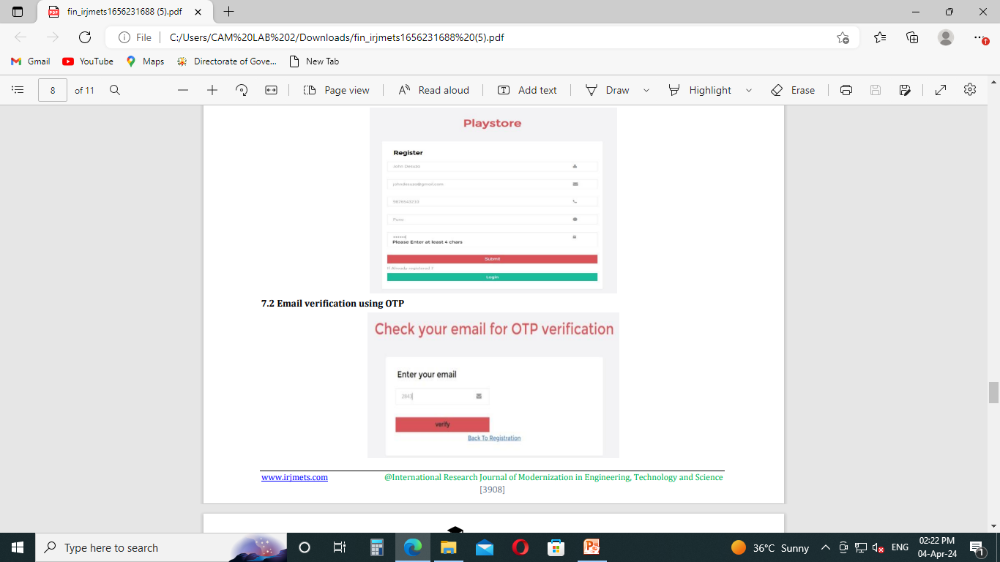 fin_irjmets1656231688 (5).pdf
File
C:/Users/CAM%20LAB%202/Downloads/fin_irjmets1656231688%20(5).pdf
Gmail
YouTube
Maps
Directorate of Gove...
New Tab
8 of 11
Page view
Read aloud
Add text
Draw
Highlight
Erase
Playstore
Register
John Desuza
johndesuza@gmail.com
9876543210
Pune
Please Enter at least 4 chars
Submit
If Already registered ?
Login
7.2 Email verification using OTP
Check your email for OTP verification
Enter your email
2843
verify
Back To Registration
www.irjmets.com @International Research Journal of Modernization in Engineering, Technology and Science
[3908]
Type here to search
36°C Sunny
ENG
02:22 PM
04-Apr-24
1